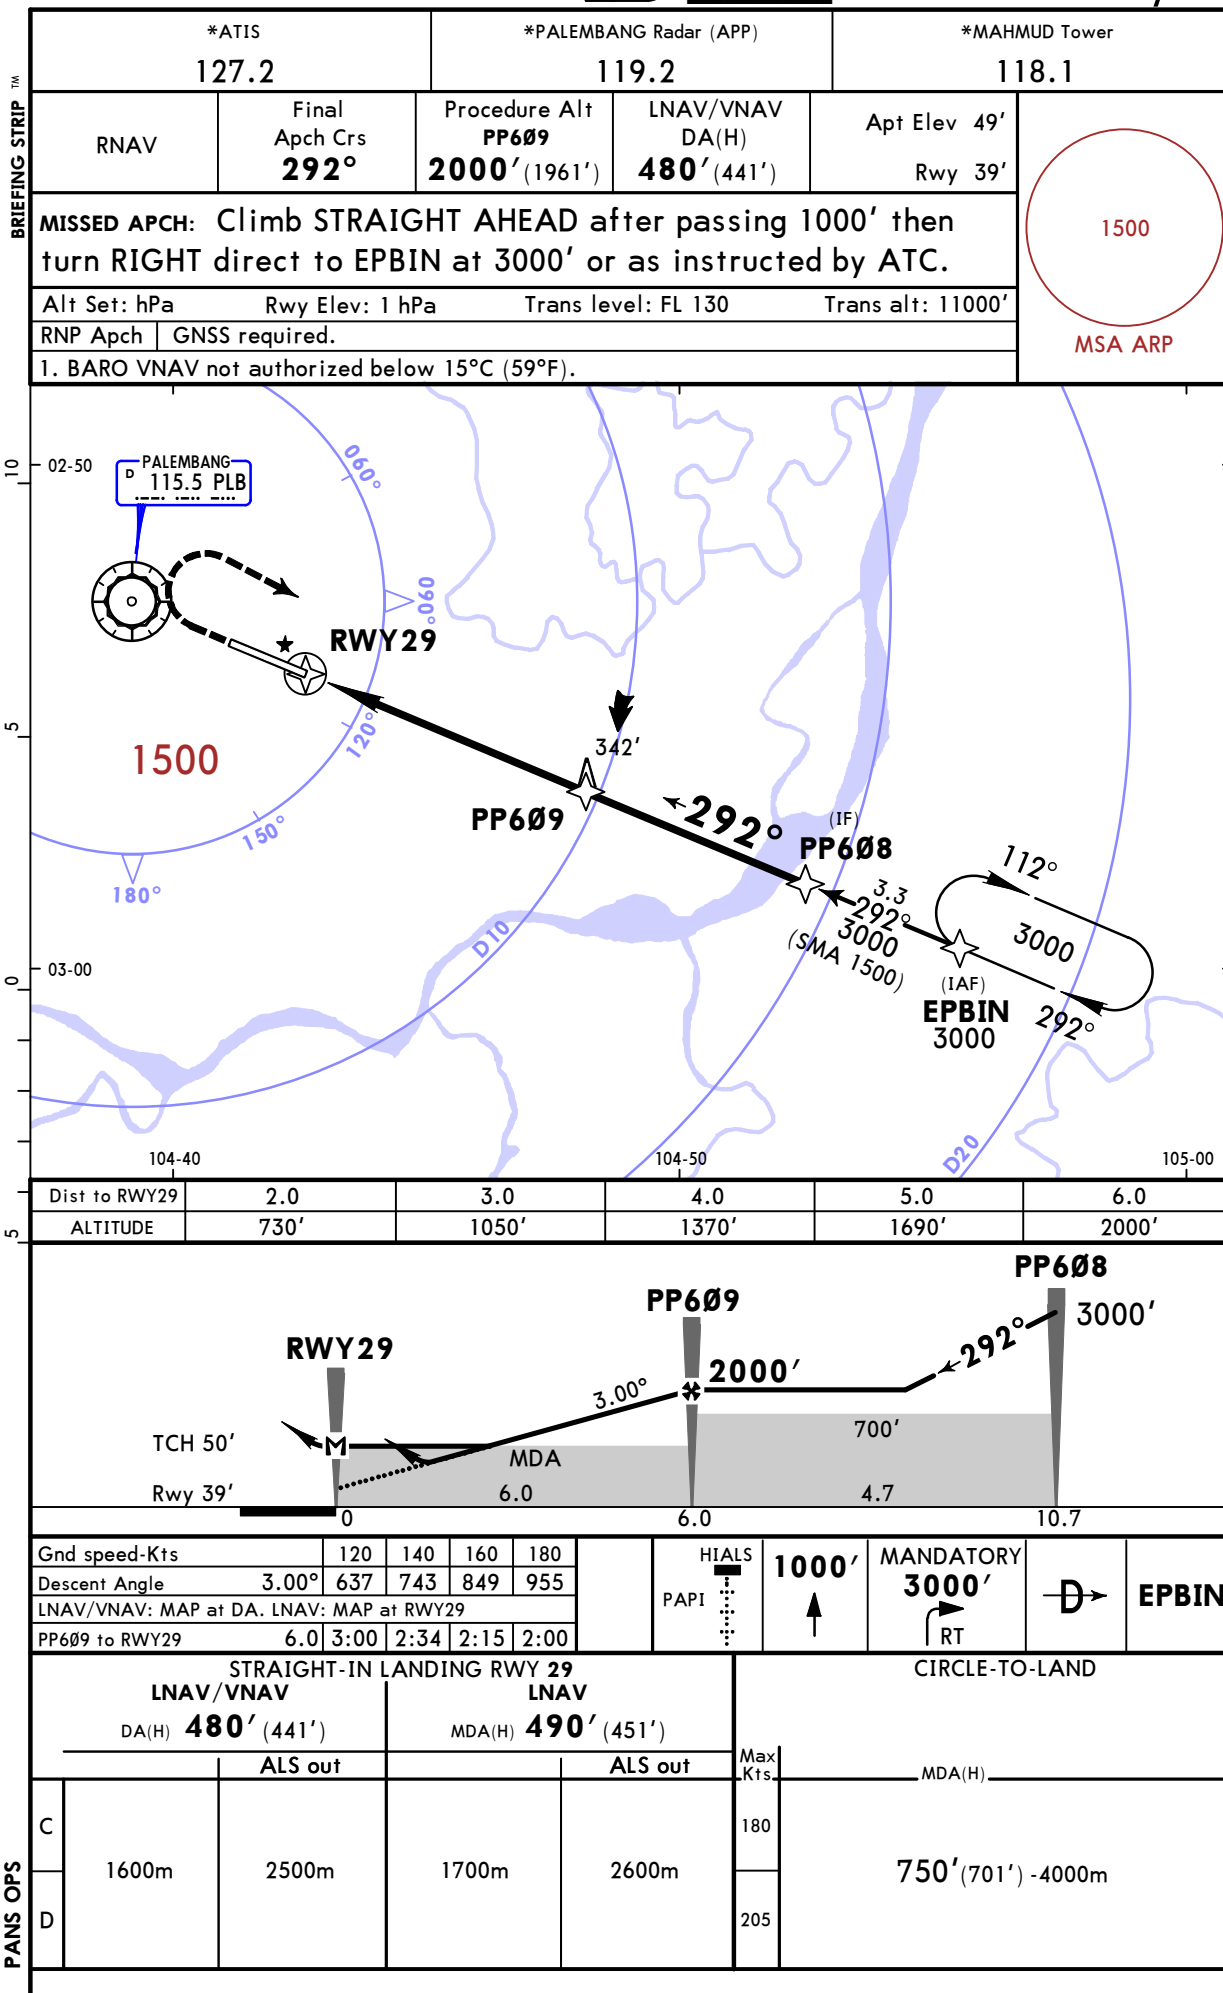 *ATIS
127.2
*PALEMBANG Radar (APP)
119.2
*MAHMUD Tower
118.1
BRIEFING STRIP TM
RNAV
Final
Apch Crs
292°
Procedure Alt
PP6Ø9
2000'(1961')
LNAV/VNAV
DA(H)
480'(441')
Apt Elev 49'
Rwy 39'
1500
MSA ARP
MISSED APCH: Climb STRAIGHT AHEAD after passing 1000' then
turn RIGHT direct to EPBIN at 3000' or as instructed by ATC.
Alt Set: hPa Rwy Elev: 1 hPa Trans level: FL 130 Trans alt: 11000'
RNP Apch GNSS required.
1. BARO VNAV not authorized below 15°C (59°F).
10
02-50
PALEMBANG
D 115.5 PLB
060°
090°
RWY29
120°
5
1500
342'
PP6Ø9
292°
(IF)
PP6Ø8
150°
180°
112°
3.3
292°
3000
(SMA 1500)
3000
D10
0
03-00
(IAF)
EPBIN
3000
292°
D20
104-40
104-50
105-00
5
Dist to RWY29 2.0 3.0 4.0 5.0 6.0
ALTITUDE 730' 1050' 1370' 1690' 2000'
PP6Ø8
PP6Ø9
3000'
RWY29
292°
2000'
3.00°
700'
TCH 50'
M
MDA
Rwy 39'
6.0
4.7
0
6.0
10.7
Gnd speed-Kts 120 140 160 180
Descent Angle 3.00° 637 743 849 955
LNAV/VNAV: MAP at DA. LNAV: MAP at RWY29
PP6Ø9 to RWY29 6.0 3:00 2:34 2:15 2:00
HIALS
PAPI
1000'
MANDATORY
3000'
RT
D
EPBIN
STRAIGHT-IN LANDING RWY 29
LNAV/VNAV
DA(H) 480'(441')
LNAV
MDA(H) 490'(451')
CIRCLE-TO-LAND
ALS out
ALS out
Max
Kts
MDA(H)
C
180
1600m
2500m
1700m
2600m
750'(701') -4000m
D
205
PANS OPS